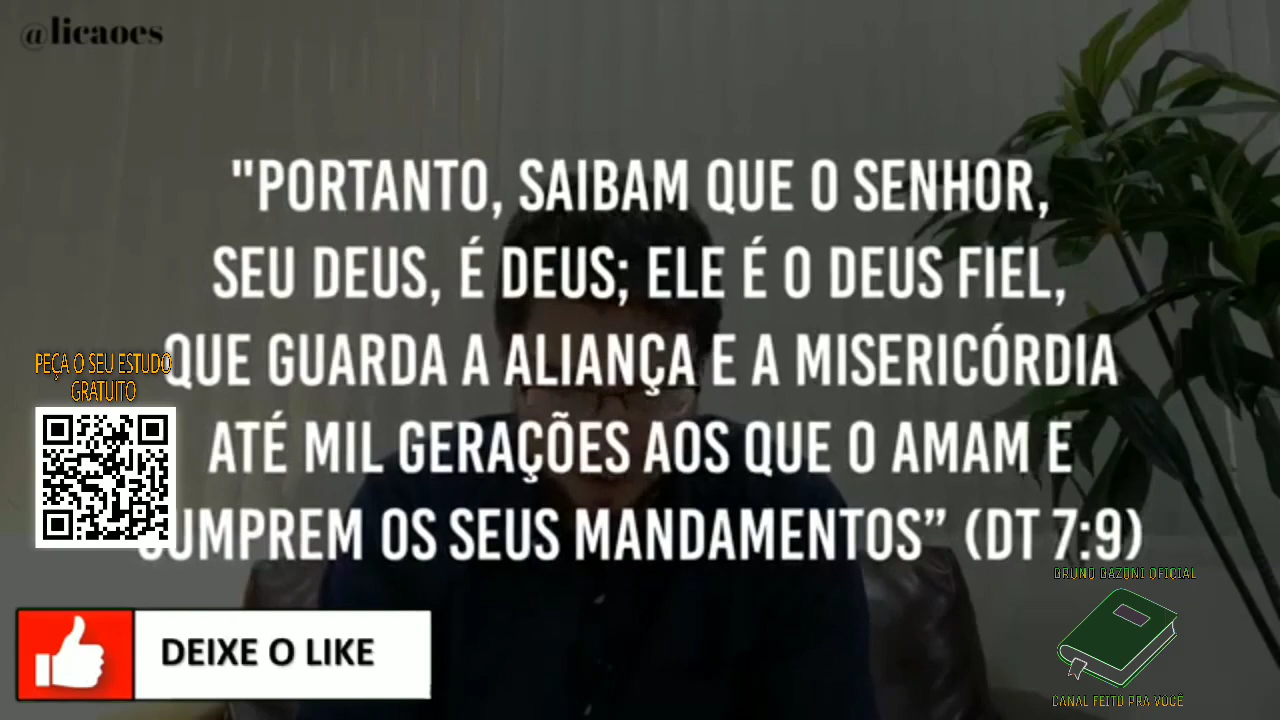 @licaoes
"PORTANTO, SAIBAM QUE O SENHOR,
SEU DEUS, É DEUS; ELE É O DEUS FIEL,
QUE GUARDA A ALIANÇA E A MISERICÓRDIA
ATÉ MIL GERAÇÕES AOS QUE O AMAM E
CUMPREM OS SEUS MANDAMENTOS” (DT 7:9)
PEÇA O SEU ESTUDO
GRATUITO
DEIXE O LIKE
BRUNO GAZONI OFICIAL
CANAL FEITO PRA VOCÊ